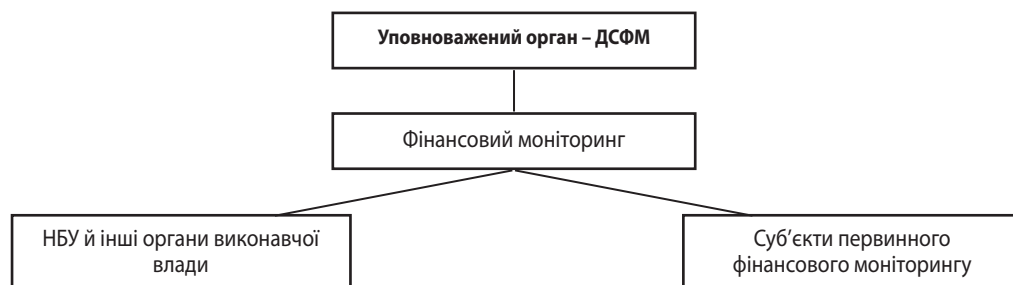 Уповноважений орган – ДСФМ
Фінансовий моніторинг
НБУ й інші органи виконавчої
влади
Суб’єкти первинного
фінансового моніторингу